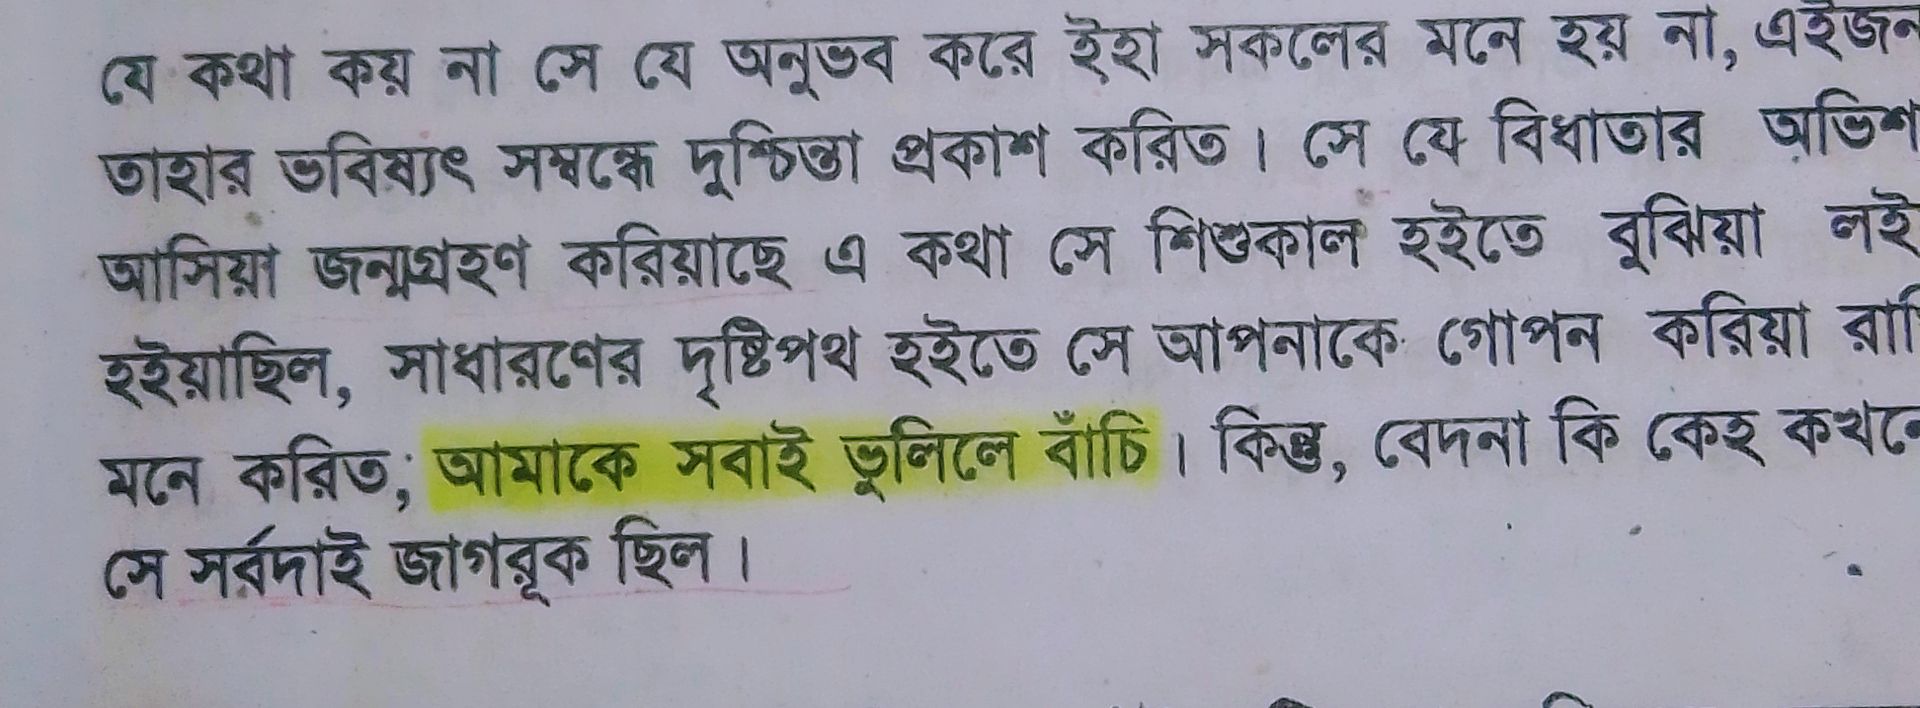 যে কথা কয় না সে যে অনুভব করে ইহা সকলের মনে হয় না, এইজন
তাহার ভবিষ্যৎ সম্বন্ধে দুশ্চিন্তা প্রকাশ করিত। সে যে বিধাতার অভিশ
আসিয়া জন্মগ্রহণ করিয়াছে এ কথা সে শিশুকাল হইতে বুঝিয়া লই
হইয়াছিল, সাধারণের দৃষ্টিপথ হইতে সে আপনাকে গোপন করিয়া রাখি
মনে করিত; আমাকে সবাই ভুলিলে বাঁচি। কিন্তু, বেদনা কি কেহ কখনে
সে সর্বদাই জাগরূক ছিল।